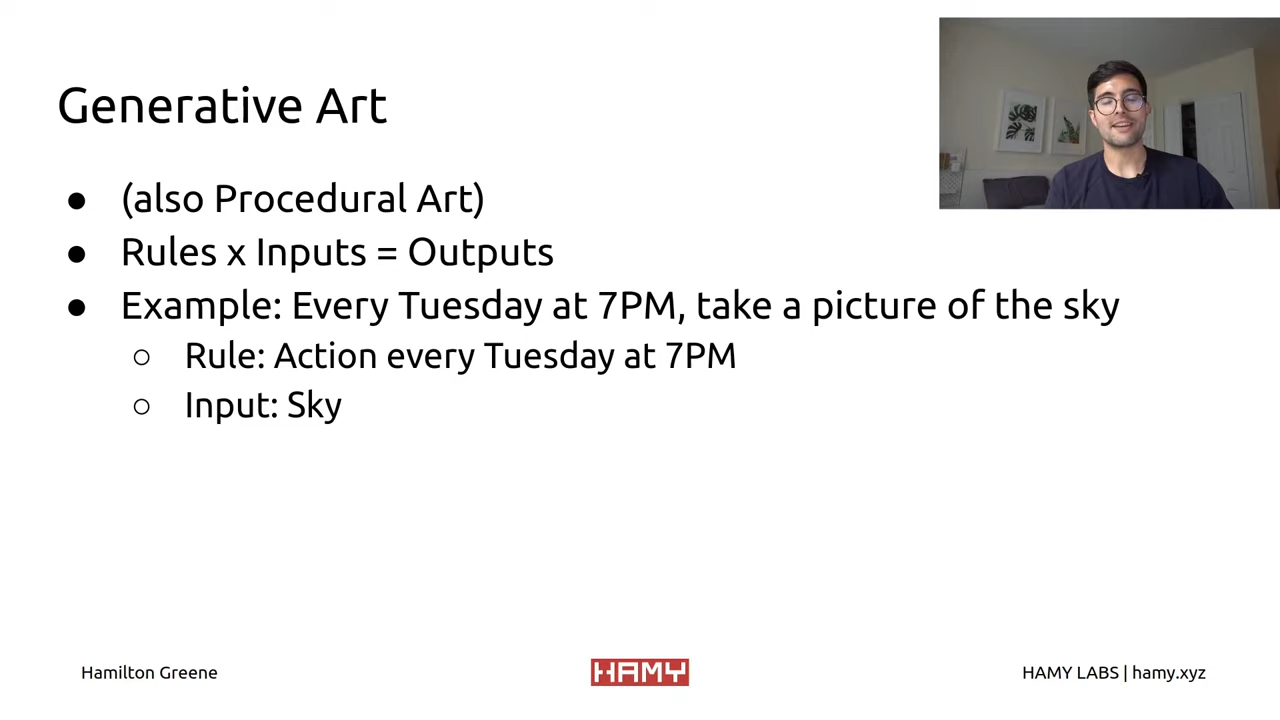 Generative Art
● (also Procedural Art)
● Rules x Inputs = Outputs
● Example: Every Tuesday at 7PM, take a picture of the sky
○ Rule: Action every Tuesday at 7PM
○ Input: Sky
Hamilton Greene
HAMY
HAMY LABS | hamy.xyz